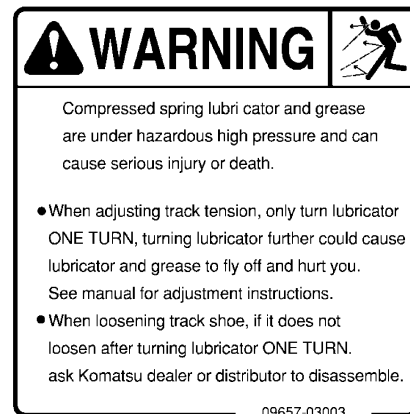 WARNING
Compressed spring lubri cator and grease
are under hazardous high pressure and can
cause serious injury or death.
● When adjusting track tension, only turn lubricator
ONE TURN, turning lubricator further could cause
lubricator and grease to fly off and hurt you.
See manual for adjustment instructions.
● When loosening track shoe, if it does not
loosen after turning lubricator ONE TURN.
ask Komatsu dealer or distributor to disassemble.
09657-03003